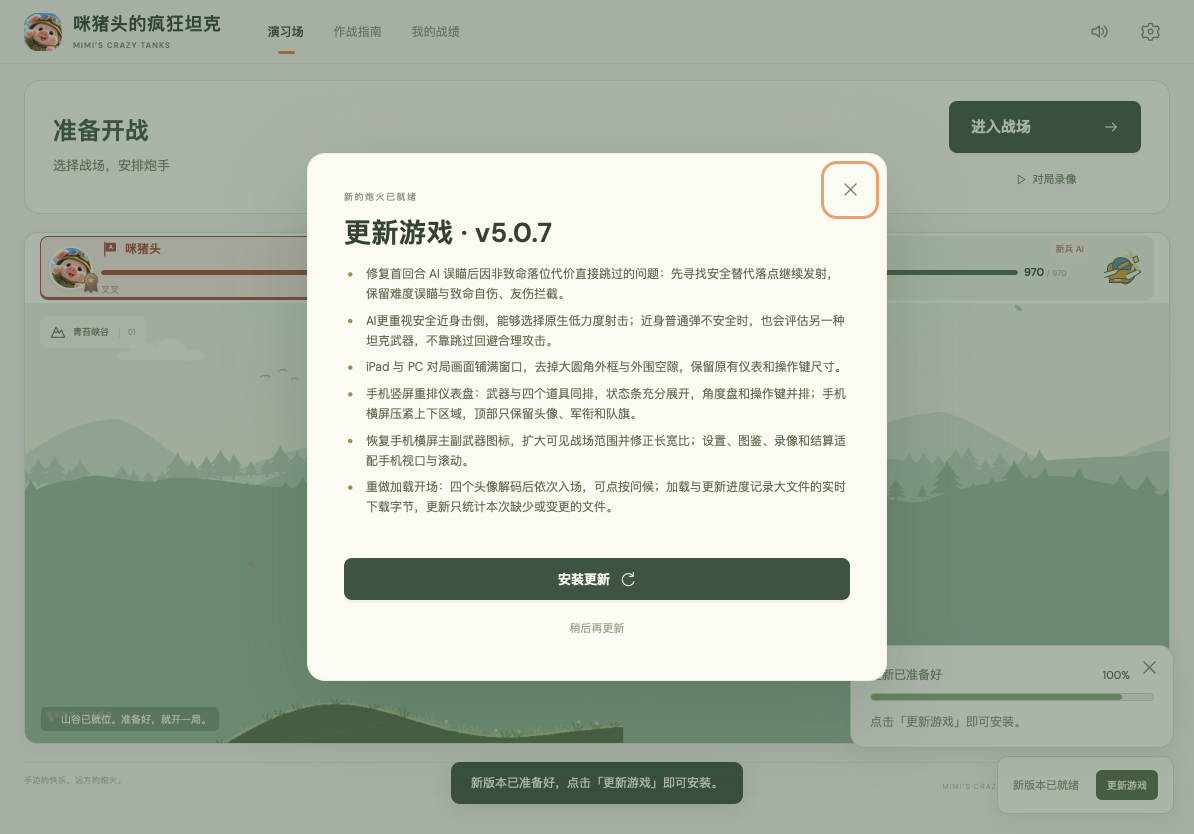 咪猪头的疯狂坦克
MIMI'S CRAZY TANKS
演习场
作战指南
我的战绩
准备开战
选择战场，安排炮手
进入战场
对局录像
咪猪头
叉叉
新兵 AI
970 / 970
青苔峡谷
01
新的炮火已就绪
更新游戏 · v5.0.7
修复首回合 AI 误瞄后因非致命落位代价直接跳过的问题：先寻找安全替代落点继续发射，
保留难度误瞄与致命自伤、友伤拦截。
AI更重视安全近身击倒，能够选择原生低力度射击；近身普通弹不安全时，也会评估另一种
坦克武器，不靠跳过回避合理攻击。
iPad 与 PC 对局画面铺满窗口，去掉大圆角外框与外围空隙，保留原有仪表和操作键尺寸。
手机竖屏重排仪表盘：武器与四个道具同排，状态条充分展开，角度盘和操作键并排；手机
横屏压紧上下区域，顶部只保留头像、军衔和队旗。
恢复手机横屏主副武器图标，扩大可见战场范围并修正长宽比；设置、图鉴、录像和结算适
配手机视口与滚动。
重做加载开场：四个头像解码后依次入场，可点按问候；加载与更新进度记录大文件的实时
下载字节，更新只统计本次缺少或变更的文件。
安装更新
稍后再更新
新已准备好
100%
点击「更新游戏」即可安装。
山谷已就位。准备好，就开一局。
手边的快乐，远方的炮火。
新版本已准备好，点击「更新游戏」即可安装。
MIMI'S CRAZ
新版本已就绪
更新游戏